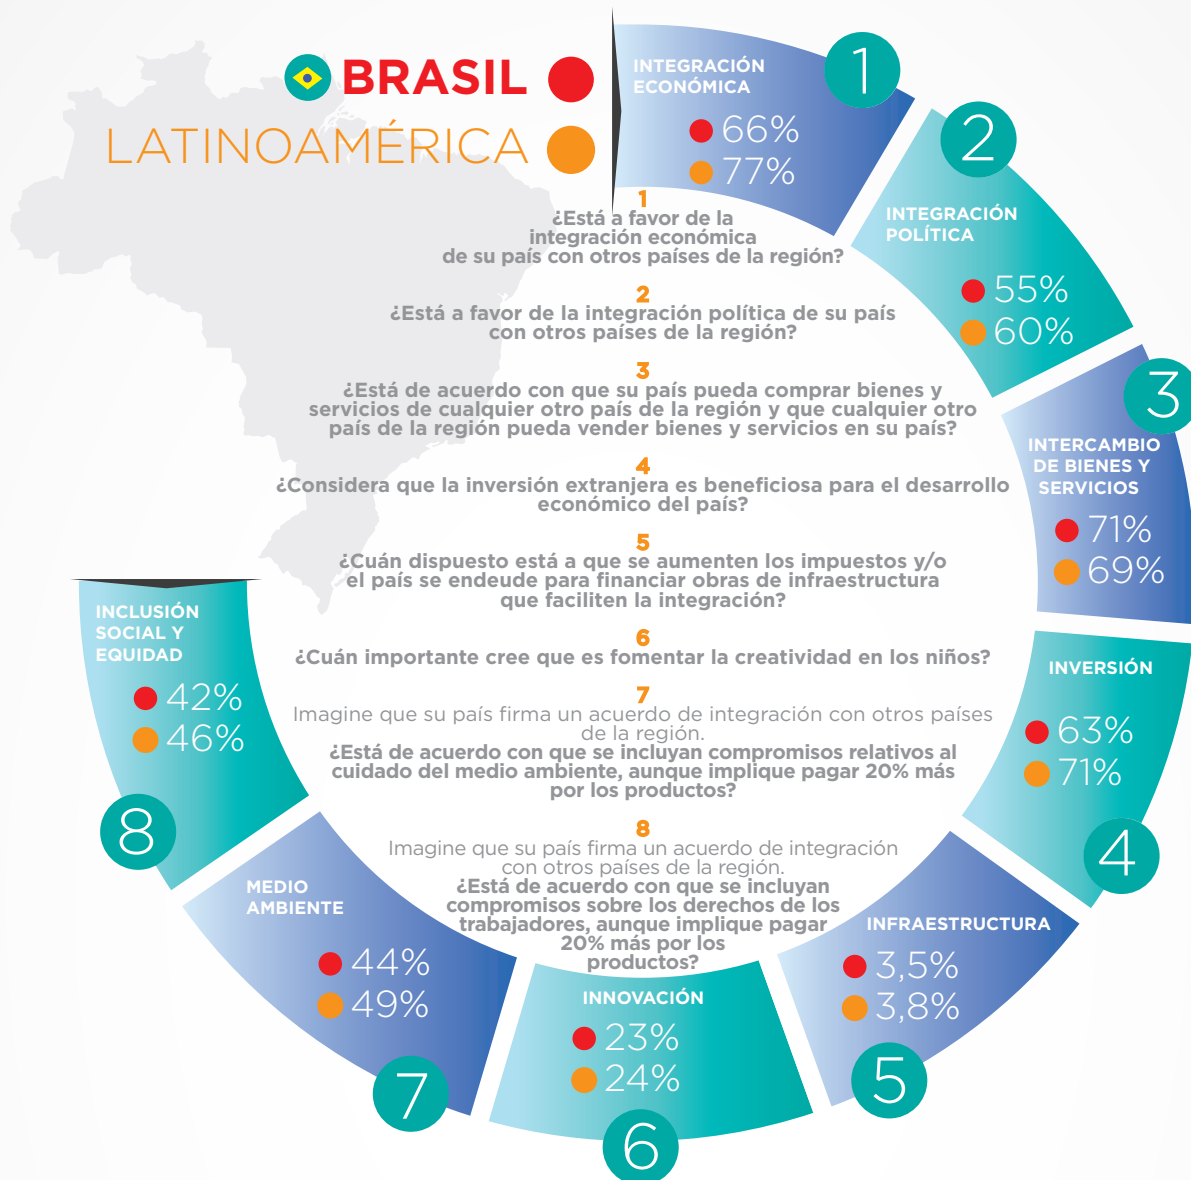 BRASIL
LATINOAMÉRICA
INTEGRACIÓN
ECONÓMICA
66%
77%
1
INTEGRACIÓN
POLÍTICA
55%
60%
2
INTERCAMBIO
DE BIENES Y
SERVICIOS
71%
69%
3
INVERSIÓN
63%
71%
4
INFRAESTRUCTURA
3,5%
3,8%
5
INNOVACIÓN
23%
24%
6
MEDIO
AMBIENTE
44%
49%
7
INCLUSIÓN
SOCIAL Y
EQUIDAD
42%
46%
8
1
¿Está a favor de la
integración económica
de su país con otros países de la región?
2
¿Está a favor de la integración política de su país
con otros países de la región?
3
¿Está de acuerdo con que su país pueda comprar bienes y
servicios de cualquier otro país de la región y que cualquier otro
país de la región pueda vender bienes y servicios en su país?
4
¿Considera que la inversión extranjera es beneficiosa para el desarrollo
económico del país?
5
¿Cuán dispuesto está a que se aumenten los impuestos y/o
el país se endeude para financiar obras de infraestructura
que faciliten la integración?
6
¿Cuán importante cree que es fomentar la creatividad en los niños?
7
Imagine que su país firma un acuerdo de integración con otros países
de la región.
¿Está de acuerdo con que se incluyan compromisos relativos al
cuidado del medio ambiente, aunque implique pagar 20% más
por los productos?
8
Imagine que su país firma un acuerdo de integración
con otros países de la región.
¿Está de acuerdo con que se incluyan
compromisos sobre los derechos de los
trabajadores, aunque implique pagar
20% más por los
productos?